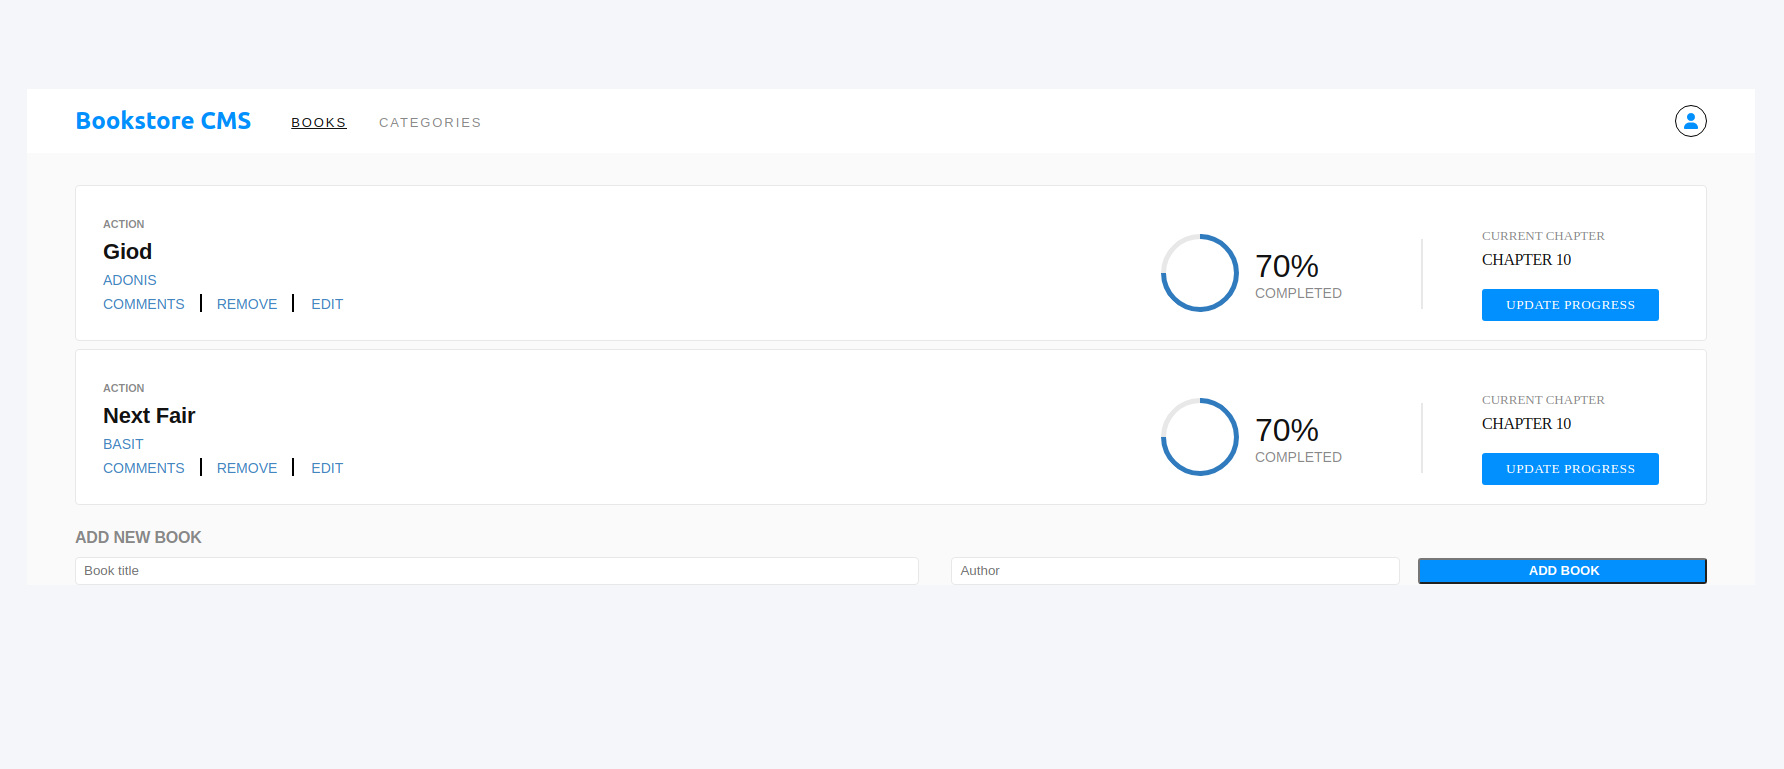 Bookstore CMS BOOKS CATEGORIES
ACTION
Giod
ADONIS
COMMENTS REMOVE EDIT
70%
COMPLETED
CURRENT CHAPTER
CHAPTER 10
UPDATE PROGRESS
ACTION
Next Fair
BASIT
COMMENTS REMOVE EDIT
70%
COMPLETED
CURRENT CHAPTER
CHAPTER 10
UPDATE PROGRESS
ADD NEW BOOK
Book title Author ADD BOOK